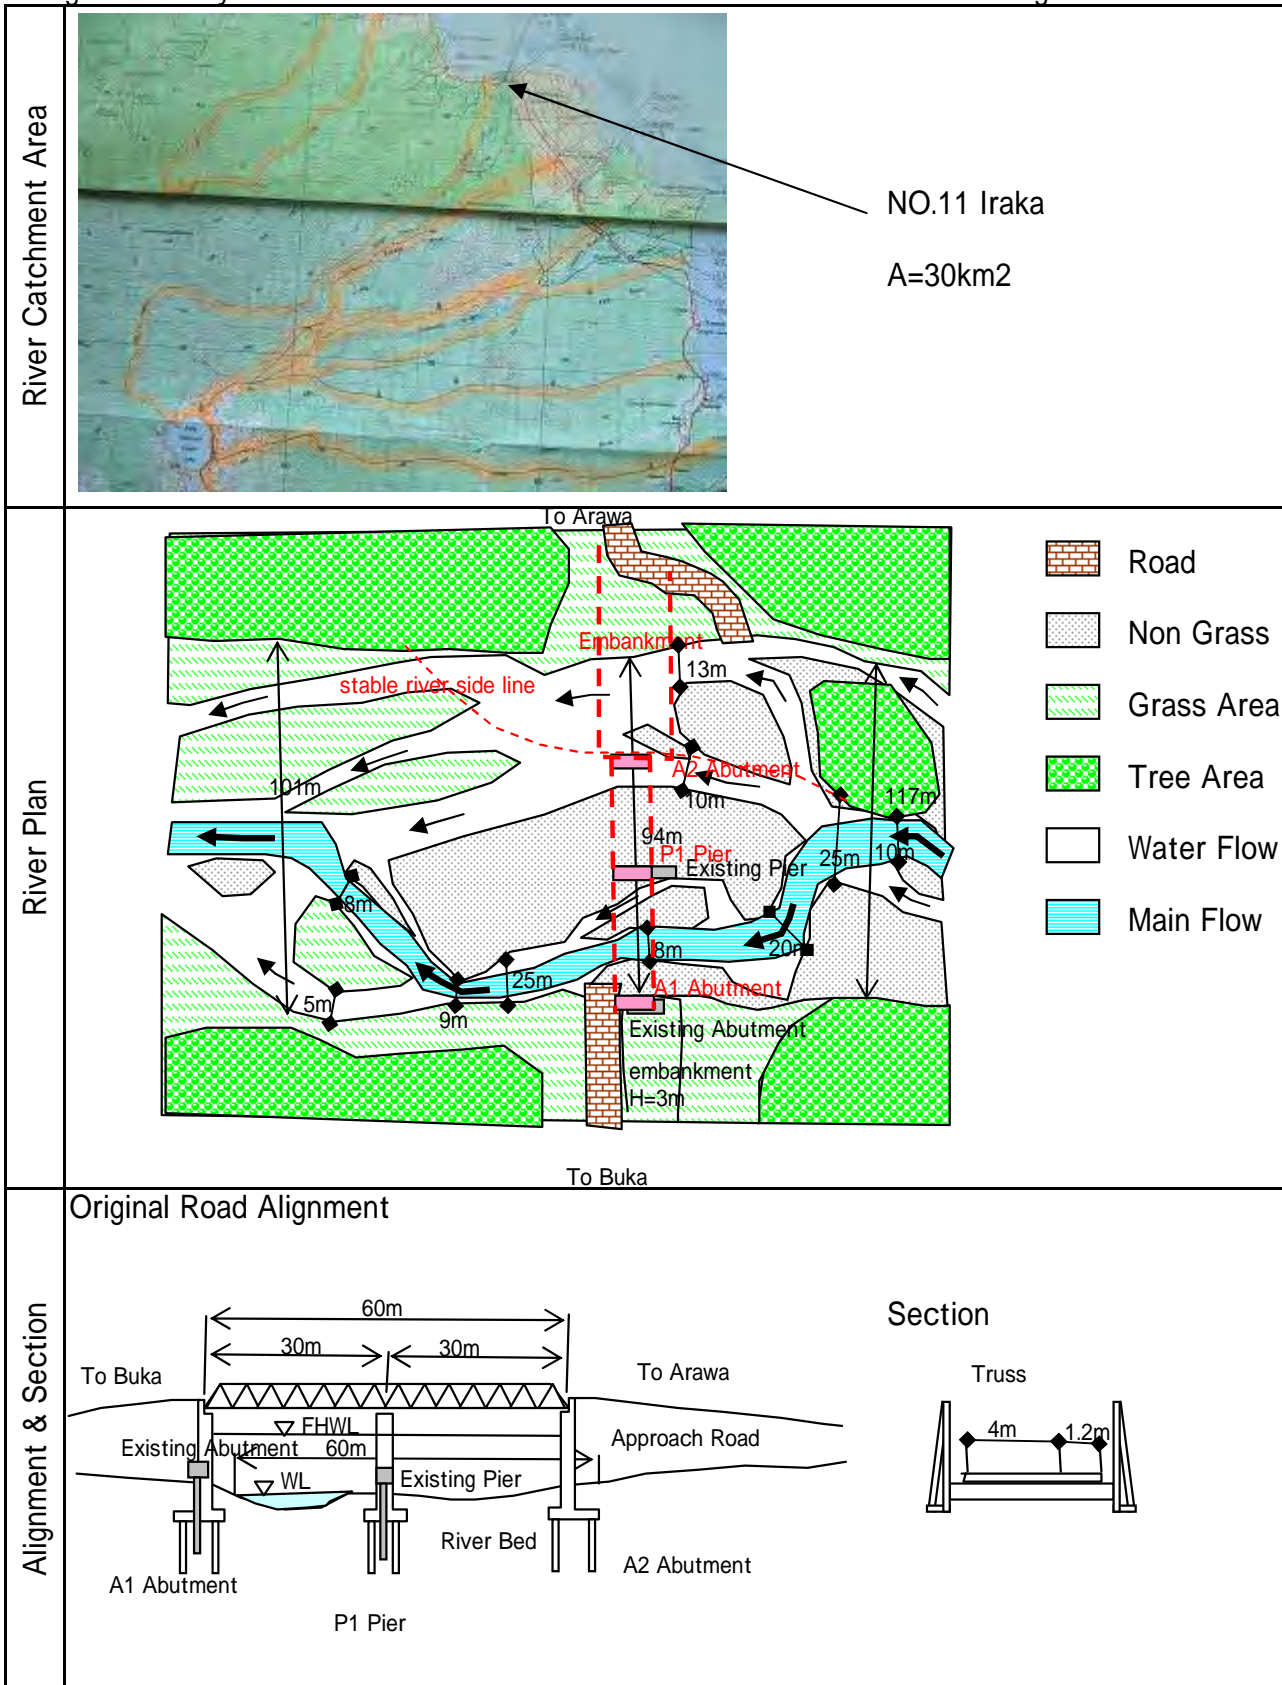 River Catchment Area
NO.11 Iraka
A=30km2
River Plan
To Arawa
Embankment
13m
stable river side line
A2 Abutment
101m
10m
117m
94m
P1 Pier
Existing Pier
25m
10m
8m
8m
20m
25m
A1 Abutment
5m
9m
Existing Abutment
embankment
H=3m
To Buka
Road
Non Grass
Grass Area
Tree Area
Water Flow
Main Flow
Alignment & Section
Original Road Alignment
60m
30m
30m
To Buka
To Arawa
FHWL
Existing Abutment
60m
Approach Road
WL
Existing Pier
River Bed
A1 Abutment
A2 Abutment
P1 Pier
Section
Truss
4m
1.2m